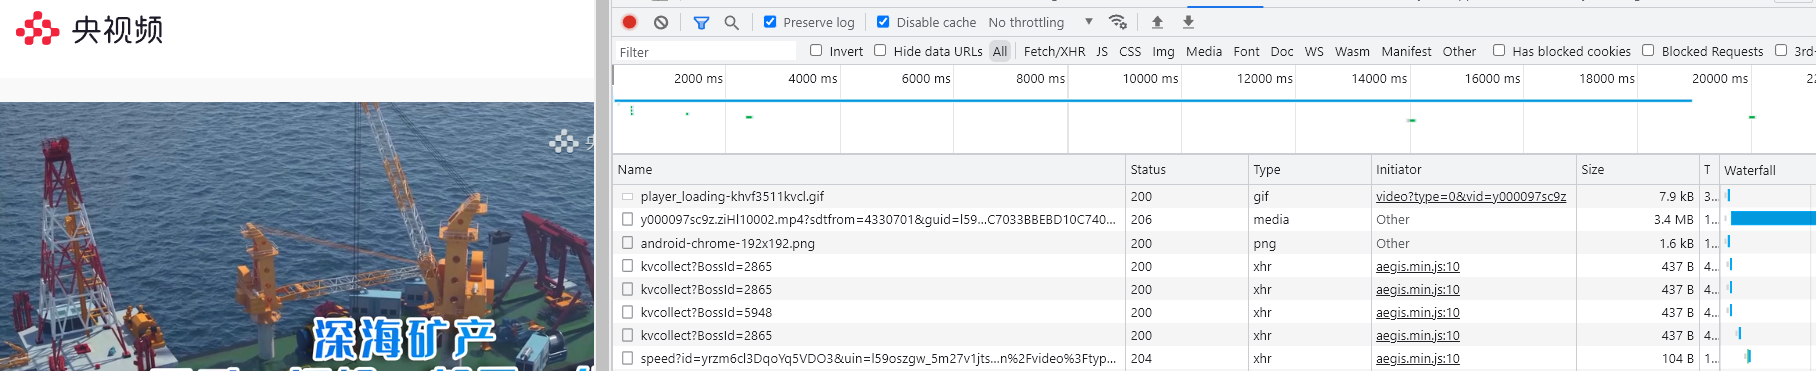 央视频
深海矿产
Preserve log
Disable cache
No throttling
Filter
Invert
Hide data URLs
All
Fetch/XHR
JS
CSS
Img
Media
Font
Doc
WS
Wasm
Manifest
Other
Has blocked cookies
Blocked Requests
3rd-
2000 ms
4000 ms
6000 ms
8000 ms
10000 ms
12000 ms
14000 ms
16000 ms
18000 ms
20000 ms
22
Name Status Type Initiator Size T Waterfall
player_loading-khvf3511kvcl.gif 200 gif video?type=0&vid=y000097sc9z 7.9 kB 3...
y000097sc9z.ziHl10002.mp4?sdtfrom=4330701&guid=l59...C7033BBEBD10C740... 206 media Other 3.4 MB 1...
android-chrome-192x192.png 200 png Other 1.6 kB 1...
kvcollect?BossId=2865 200 xhr aegis.min.js:10 437 B 4...
kvcollect?BossId=2865 200 xhr aegis.min.js:10 437 B 4...
kvcollect?BossId=5948 200 xhr aegis.min.js:10 437 B 4...
kvcollect?BossId=2865 200 xhr aegis.min.js:10 437 B 4...
speed?id=yrzm6cl3DqoYq5VDO3&uin=l59oszgw_5m27v1jts...n%2Fvideo%3Ftyp... 204 xhr aegis.min.js:10 104 B 1...